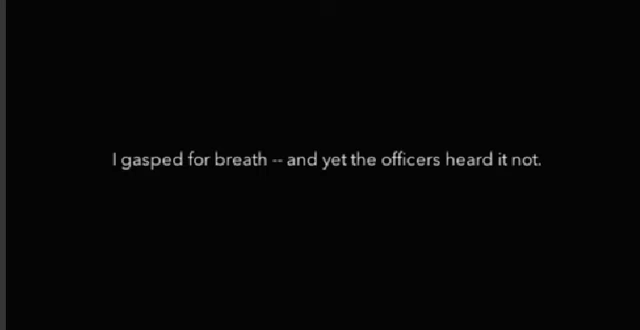 I gasped for breath -- and yet the officers heard it not.